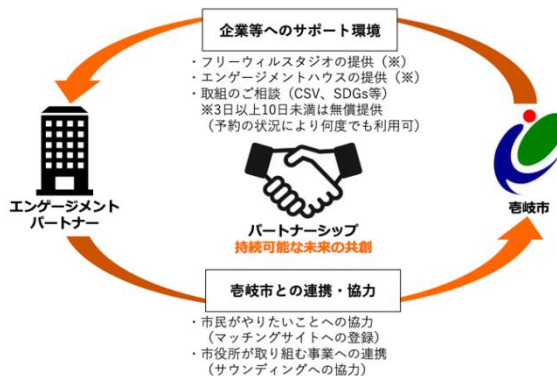 企業等へのサポート環境
・フリーウィルスタジオの提供（※）
・エンゲージメントハウスの提供（※）
・取組のご相談（CSV、SDGs等）
※3日以上10日未満は無償提供
（予約の状況により何度でも利用可）
エンゲージメント
パートナー
パートナーシップ
持続可能な未来の共創
壱岐市
壱岐市との連携・協力
・市民がやりたいことへの協力
（マッチングサイトへの登録）
・市役所が取り組む事業への連携
（サウンディングへの協力）